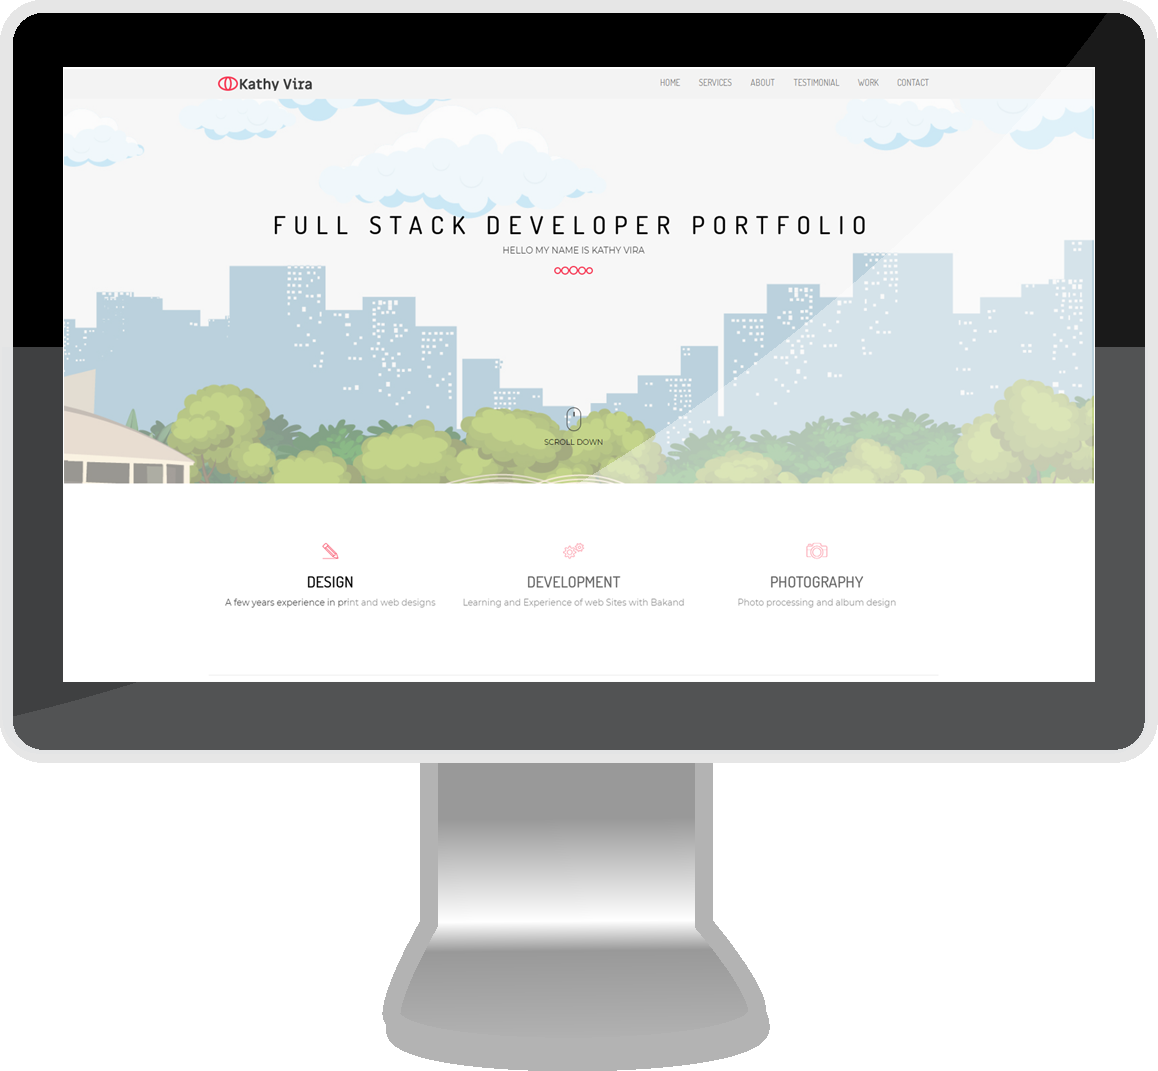 Kathy Vira
HOME SERVICES ABOUT TESTIMONIAL WORK CONTACT
FULL STACK DEVELOPER PORTFOLIO
HELLO MY NAME IS KATHY VIRA
SCROLL DOWN
DESIGN
A few years experience in print and web designs
DEVELOPMENT
Learning and Experience of web Sites with Bakand
PHOTOGRAPHY
Photo processing and album design